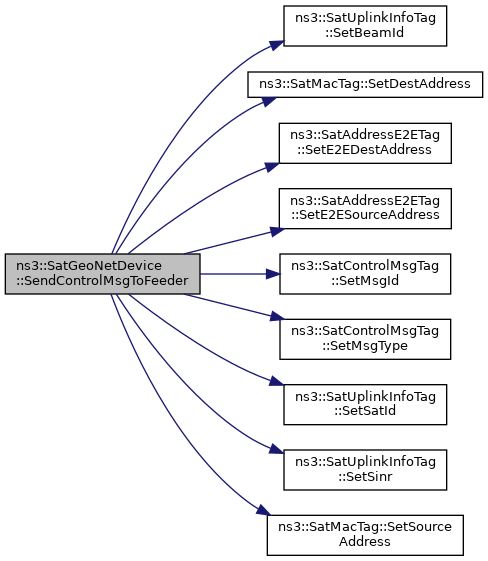 ns3::SatUplinkInfoTag
::SetBeamId
ns3::SatMacTag::SetDestAddress
ns3::SatAddressE2ETag
::SetE2EDestAddress
ns3::SatAddressE2ETag
::SetE2ESourceAddress
ns3::SatGeoNetDevice
::SendControlMsgToFeeder
ns3::SatControlMsgTag
::SetMsgId
ns3::SatControlMsgTag
::SetMsgType
ns3::SatUplinkInfoTag
::SetSatId
ns3::SatUplinkInfoTag
::SetSinr
ns3::SatMacTag::SetSource
Address